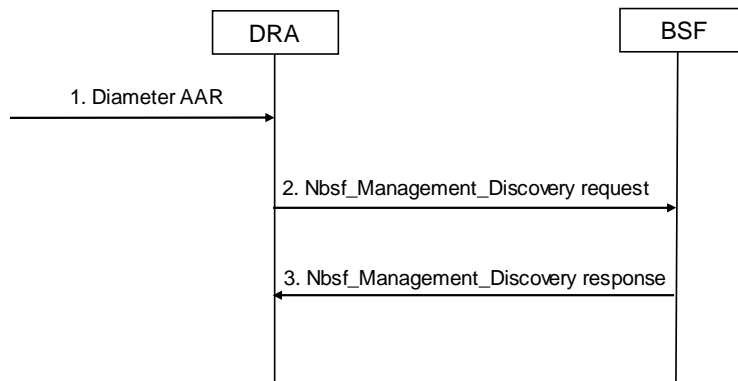 DRA
BSF
1. Diameter AAR
2. Nbsf_Management_Discovery request
3. Nbsf_Management_Discovery response